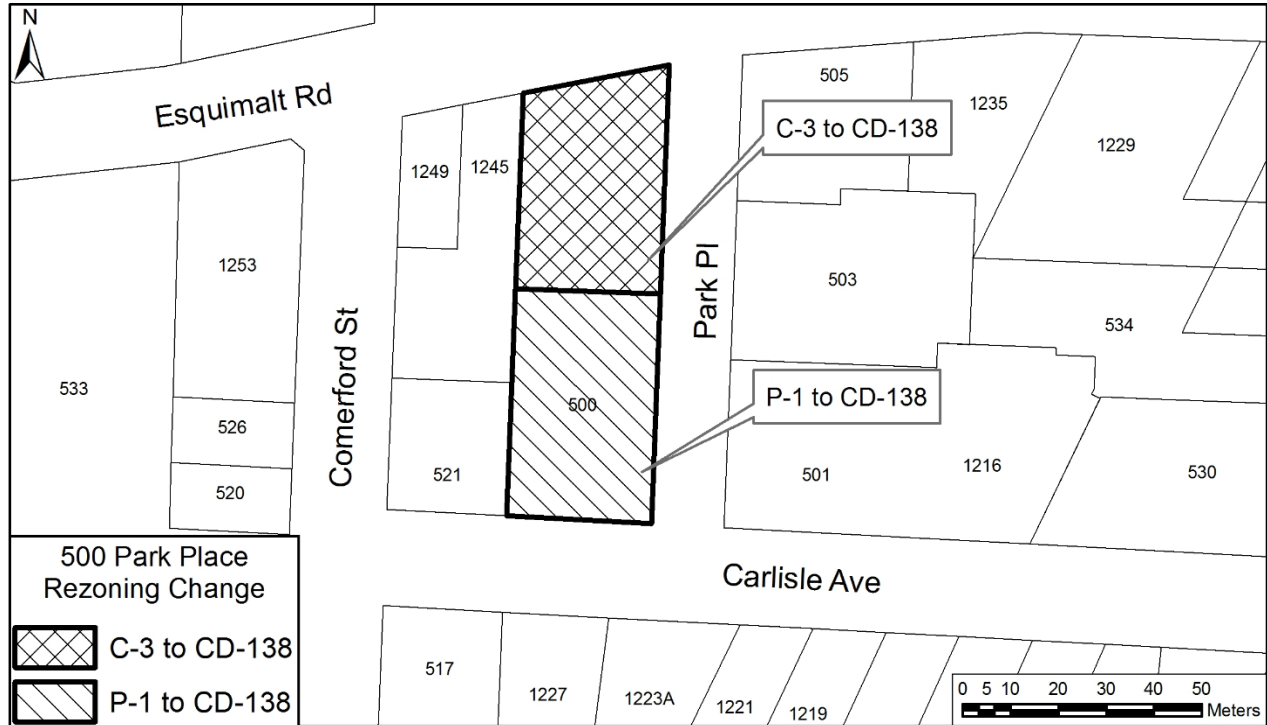 N
Esquimalt Rd
505
1235
1229
C-3 to CD-138
1249
1245
1253
503
Park Pl
534
Comerford St
533
500
P-1 to CD-138
526
521
501
1216
530
520
500 Park Place
Rezoning Change
C-3 to CD-138
P-1 to CD-138
Carlisle Ave
517
1227
1223A
1221
1219
0 5 10 20 30 40 50
Meters